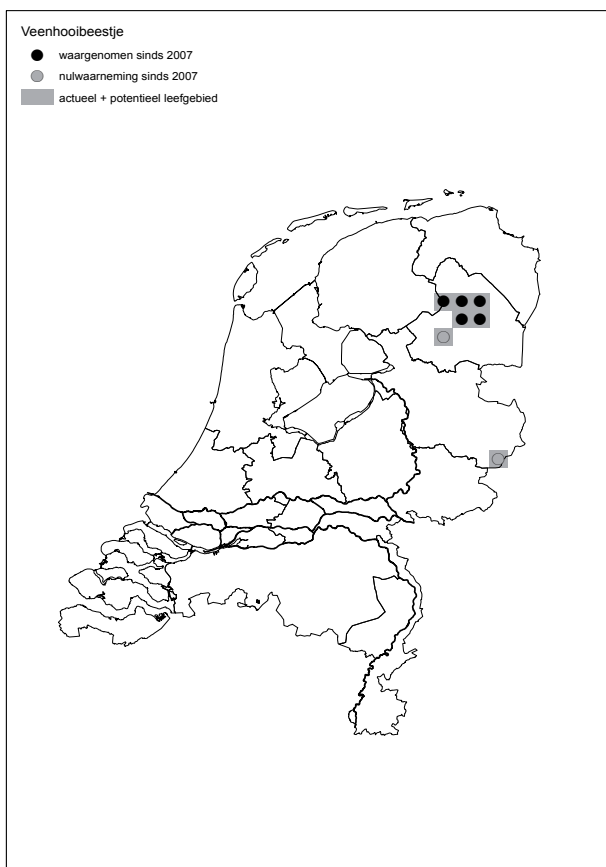 Veenhooibeestje
waargenomen sinds 2007
nulwaarneming sinds 2007
actueel + potentieel leefgebied